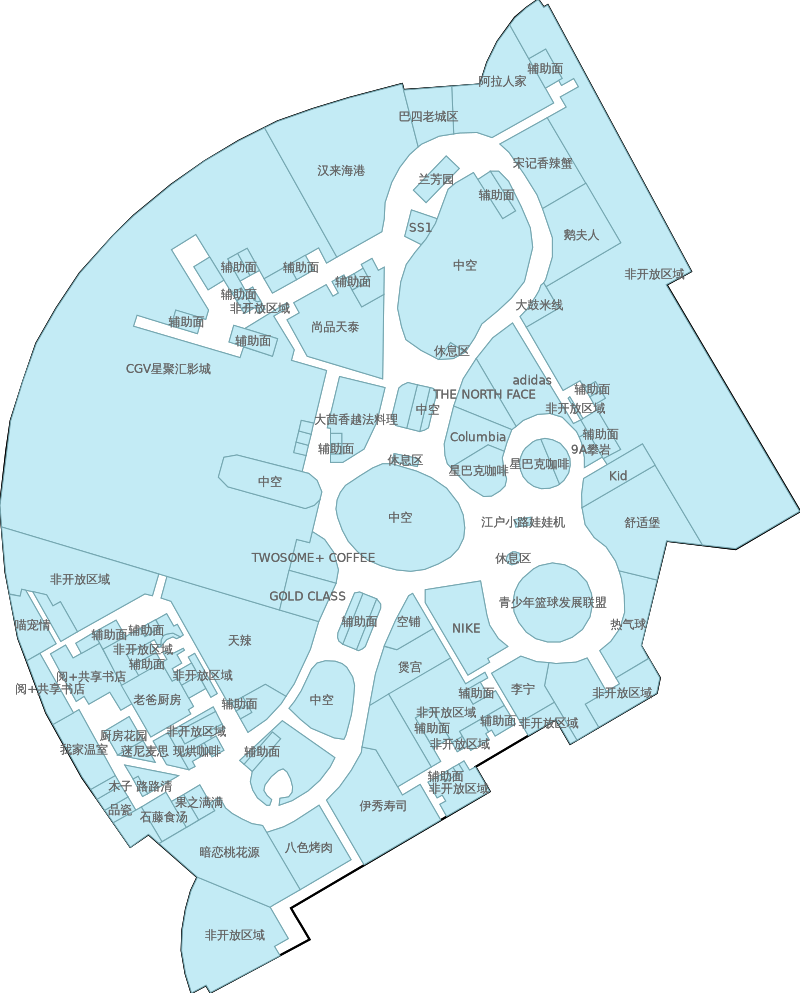 辅助面
阿拉人家
巴四老城区
汉来海港
宋记香辣蟹
兰芳园
辅助面
SS1
鹅夫人
中空
辅助面
辅助面
非开放区域
辅助面
辅助面
非开放区域
大鼓米线
辅助面
尚品天泰
辅助面
休息区
CGV星聚汇影城
adidas
辅助面
THE NORTH FACE
中空
非开放区域
大茴香越法料理
辅助面
Columbia
辅助面
9A攀岩
休息区
星巴克咖啡
星巴克咖啡
Kid
中空
中空
江户小路
娃娃机
舒适堡
TWOSOME+ COFFEE
休息区
非开放区域
GOLD CLASS
青少年篮球发展联盟
喵宠情
辅助面
辅助面
天辣
辅助面
空铺
NIKE
热气球
非开放区域
辅助面
煲宫
阅+共享书店
阅+共享书店
非开放区域
老爸厨房
辅助面
中空
辅助面
李宁
非开放区域
非开放区域
辅助面
辅助面
非开放区域
厨房花园
非开放区域
我家温室
蓬尼麦思
现烘咖啡
辅助面
非开放区域
辅助面
非开放区域
木子
路路清
品瓷
果之满满
石藤食汤
伊秀寿司
暗恋桃花源
八色烤肉
非开放区域